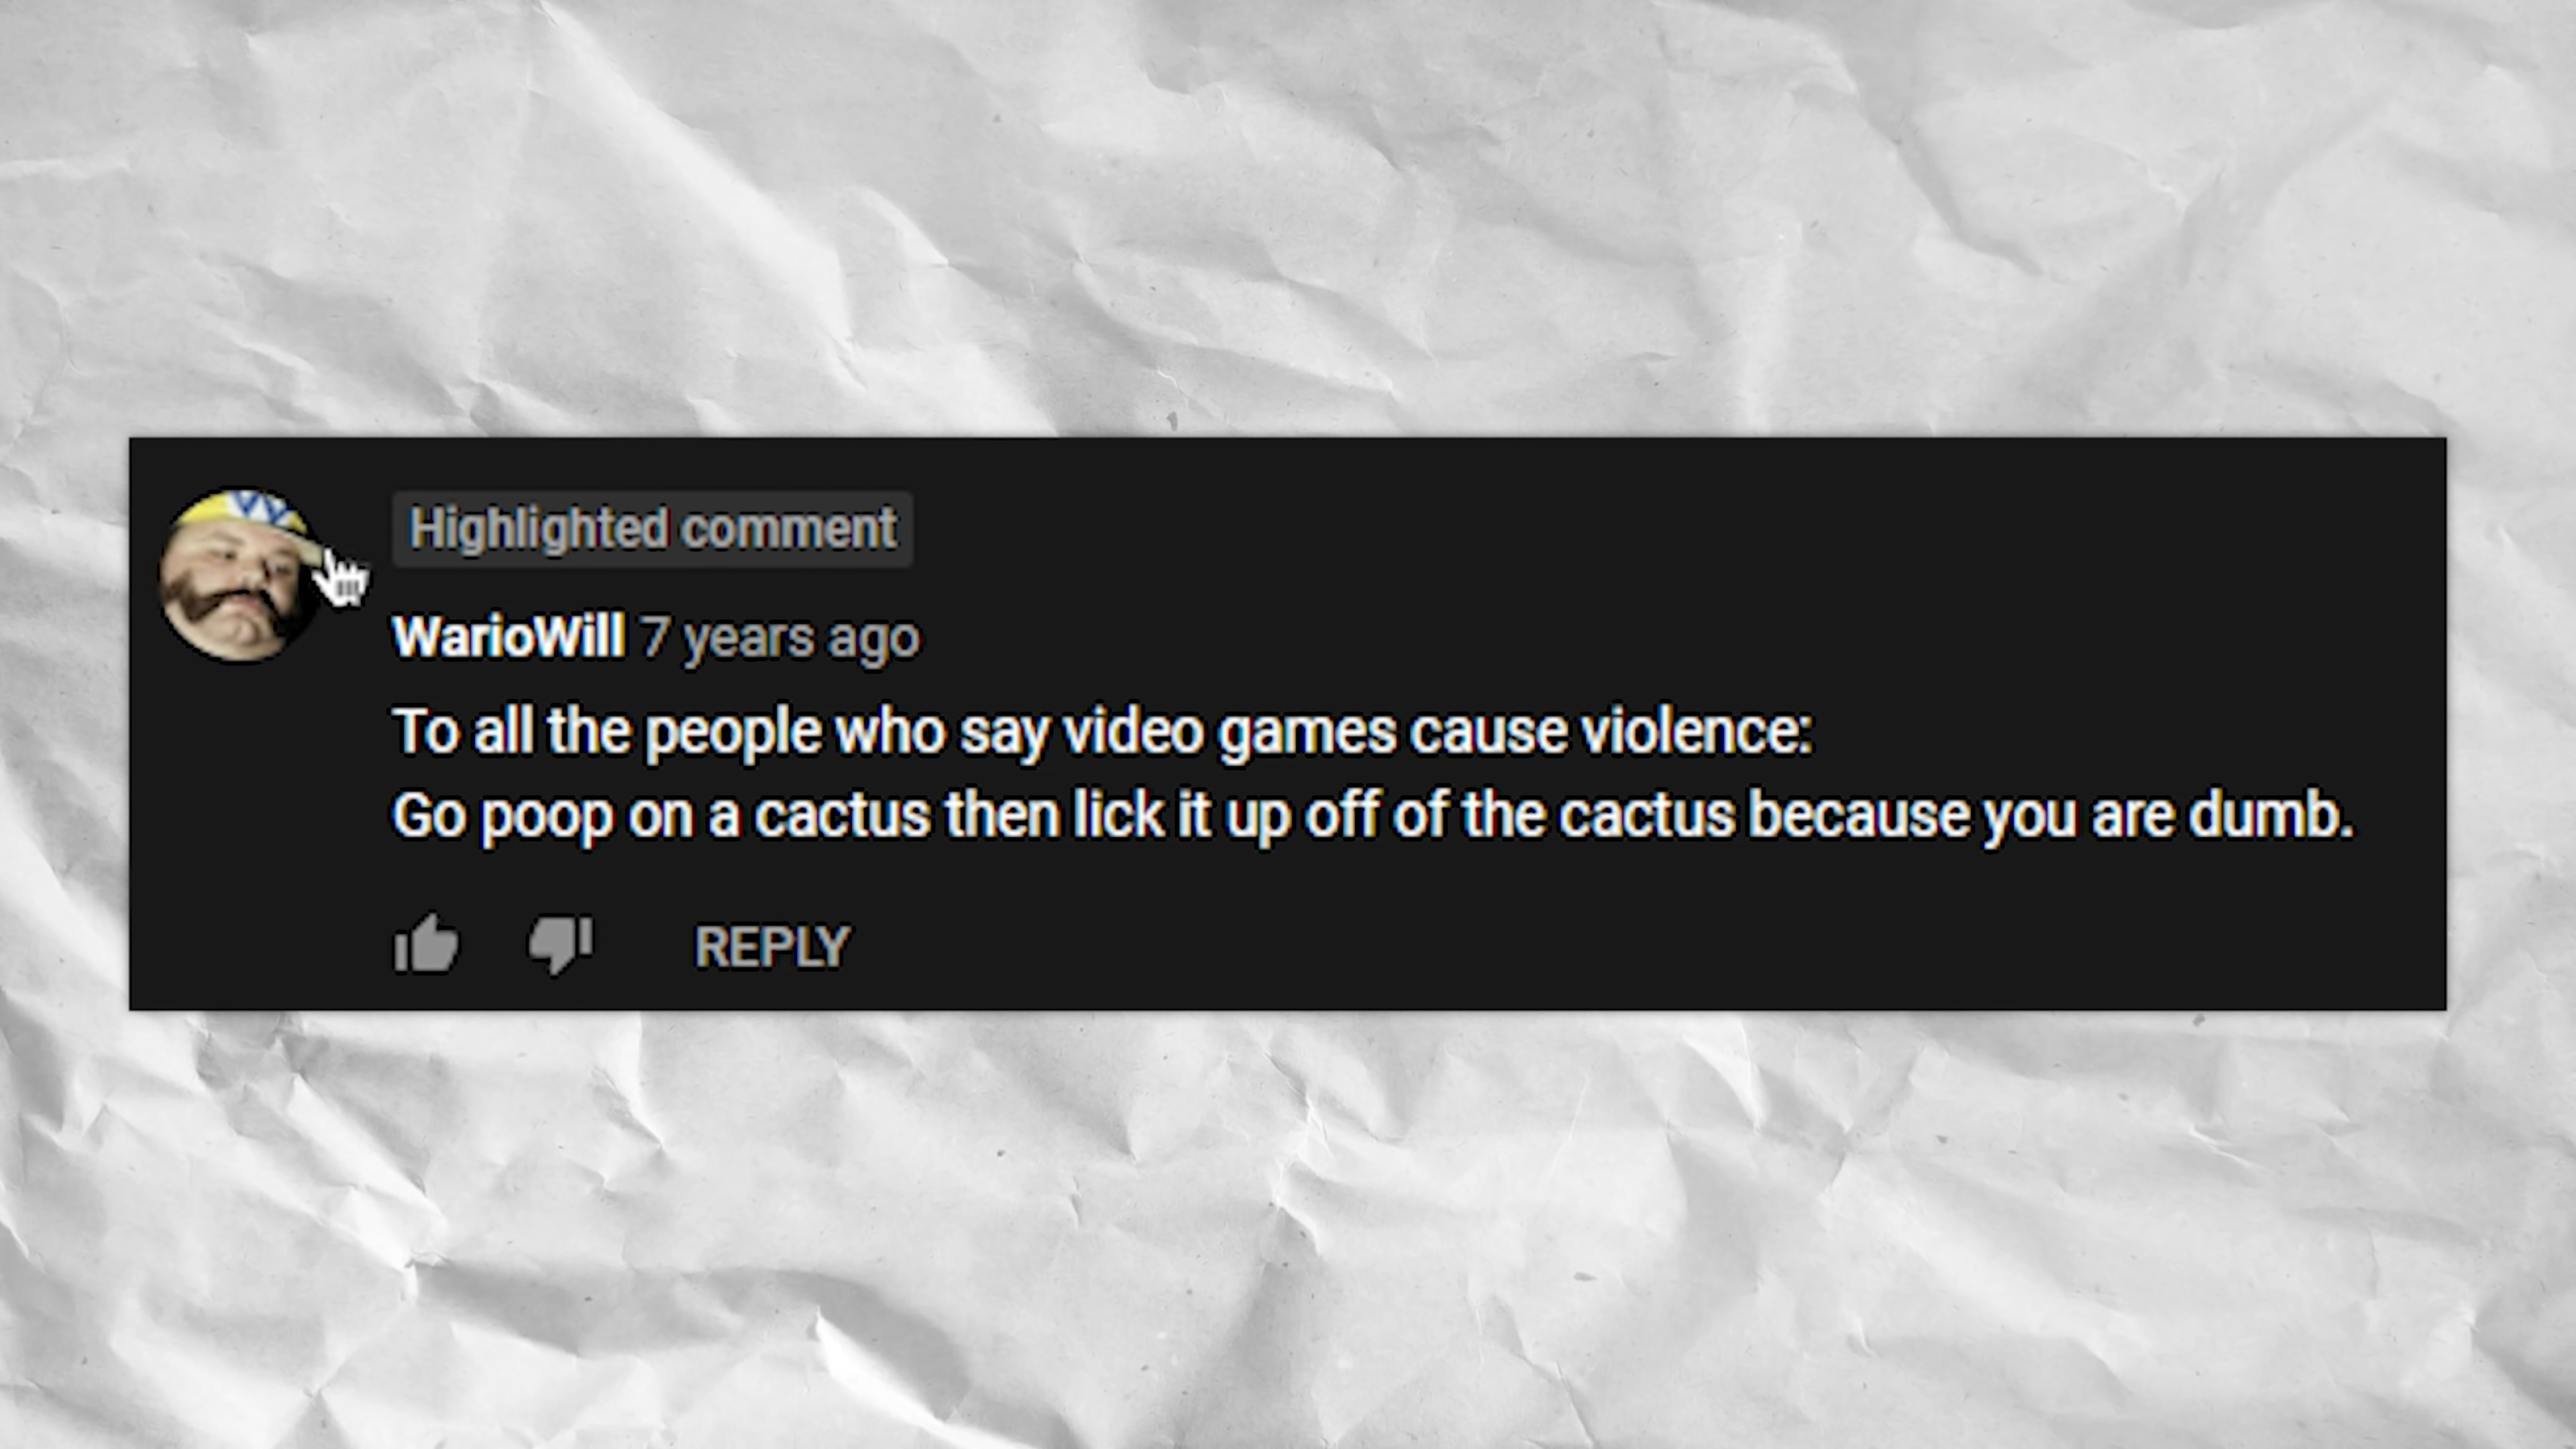 W
Highlighted comment
WarioWill 7 years ago
To all the people who say video games cause violence:
Go poop on a cactus then lick it up off of the cactus because you are dumb.
REPLY